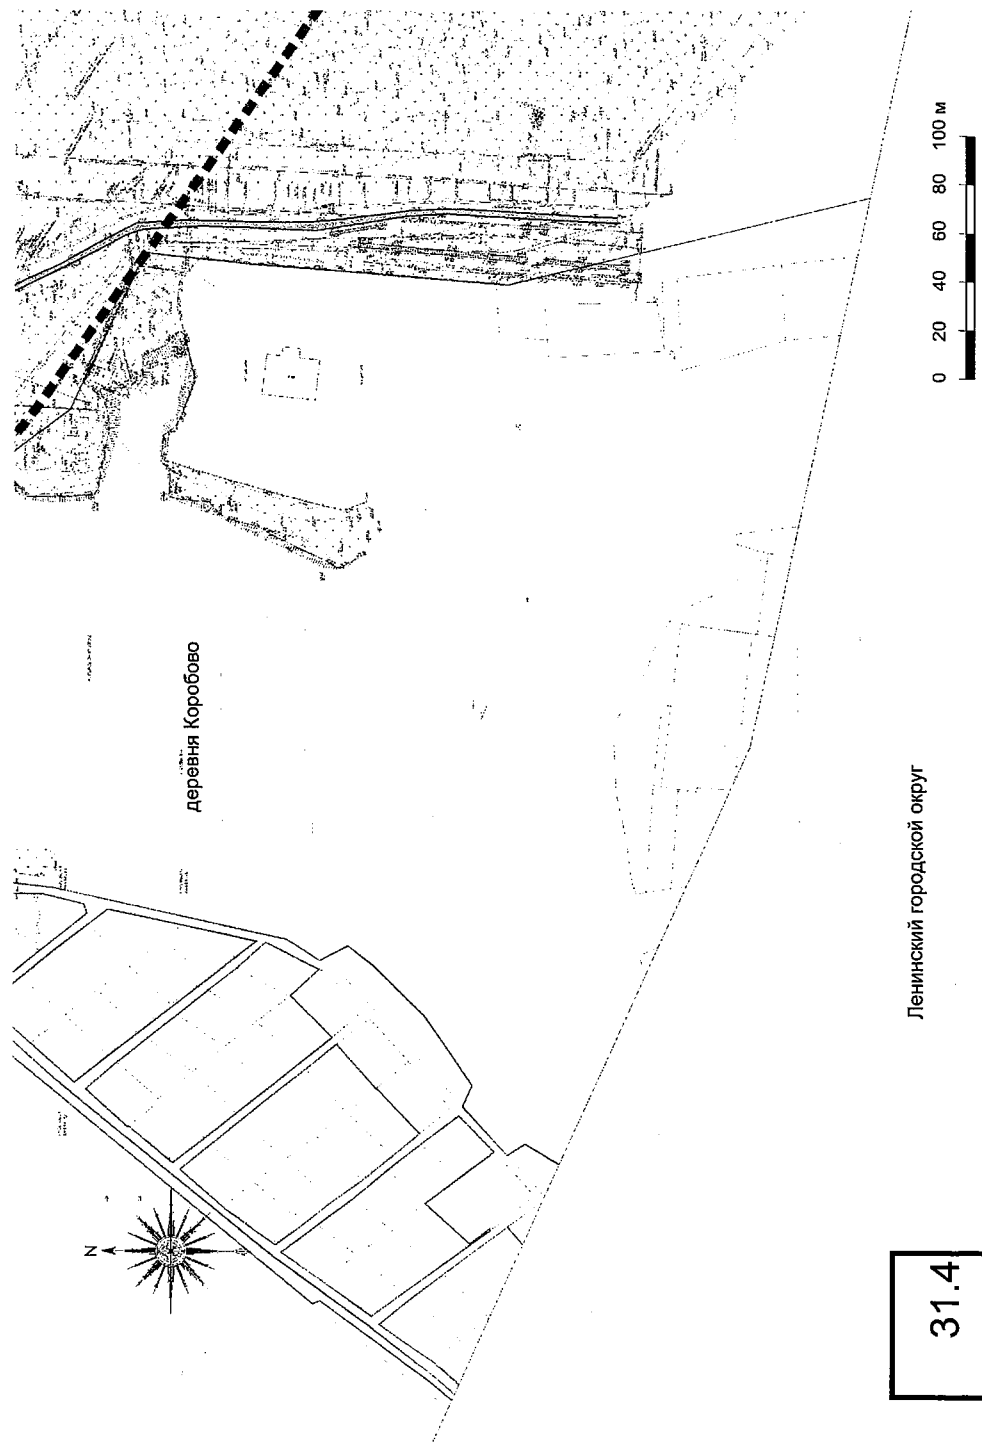 N
деревня Коробово
Ленинский городской округ
0 20 40 60 80 100 м
31.4